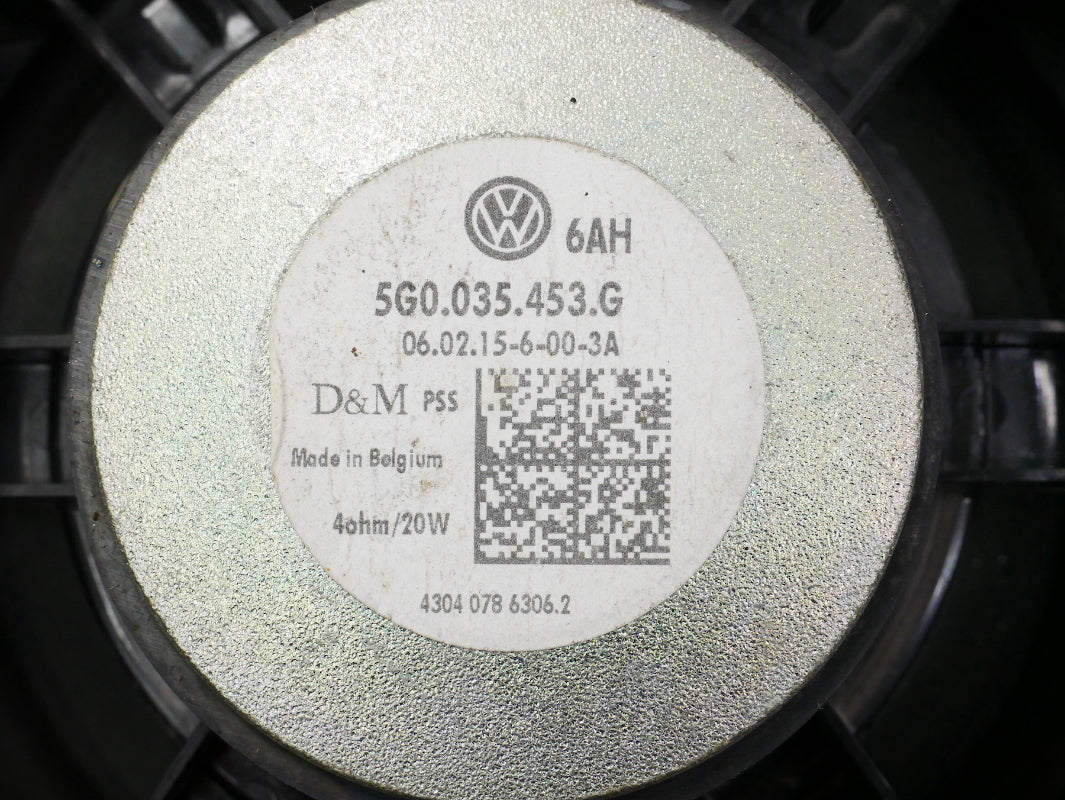 6AH
5G0.035.453.G
06.02.15-6-00-3A
D&M PSS
Made in Belgium
4ohm/20W
4304 078 6306.2